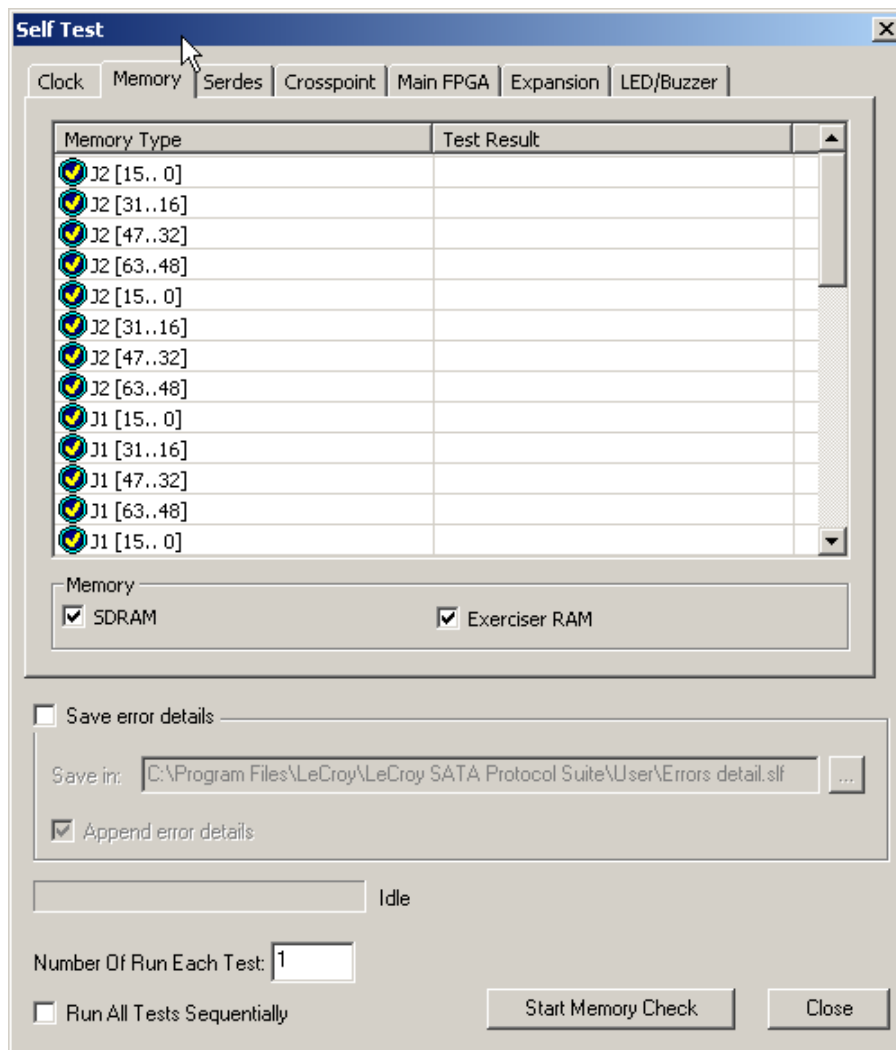 Self Test
Clock Memory Serdes Crosspoint Main FPGA Expansion LED/Buzzer
Memory Type Test Result
J2 [15.. 0]
J2 [31..16]
J2 [47..32]
J2 [63..48]
J2 [15.. 0]
J2 [31..16]
J2 [47..32]
J2 [63..48]
J1 [15.. 0]
J1 [31..16]
J1 [47..32]
J1 [63..48]
J1 [15.. 0]
Memory
SDRAM Exerciser RAM
Save error details
Save in: C:\Program Files\LeCroy\LeCroy SATA Protocol Suite\User\Errors detail.slf ...
Append error details
Idle
Number Of Run Each Test: 1
Run All Tests Sequentially Start Memory Check Close